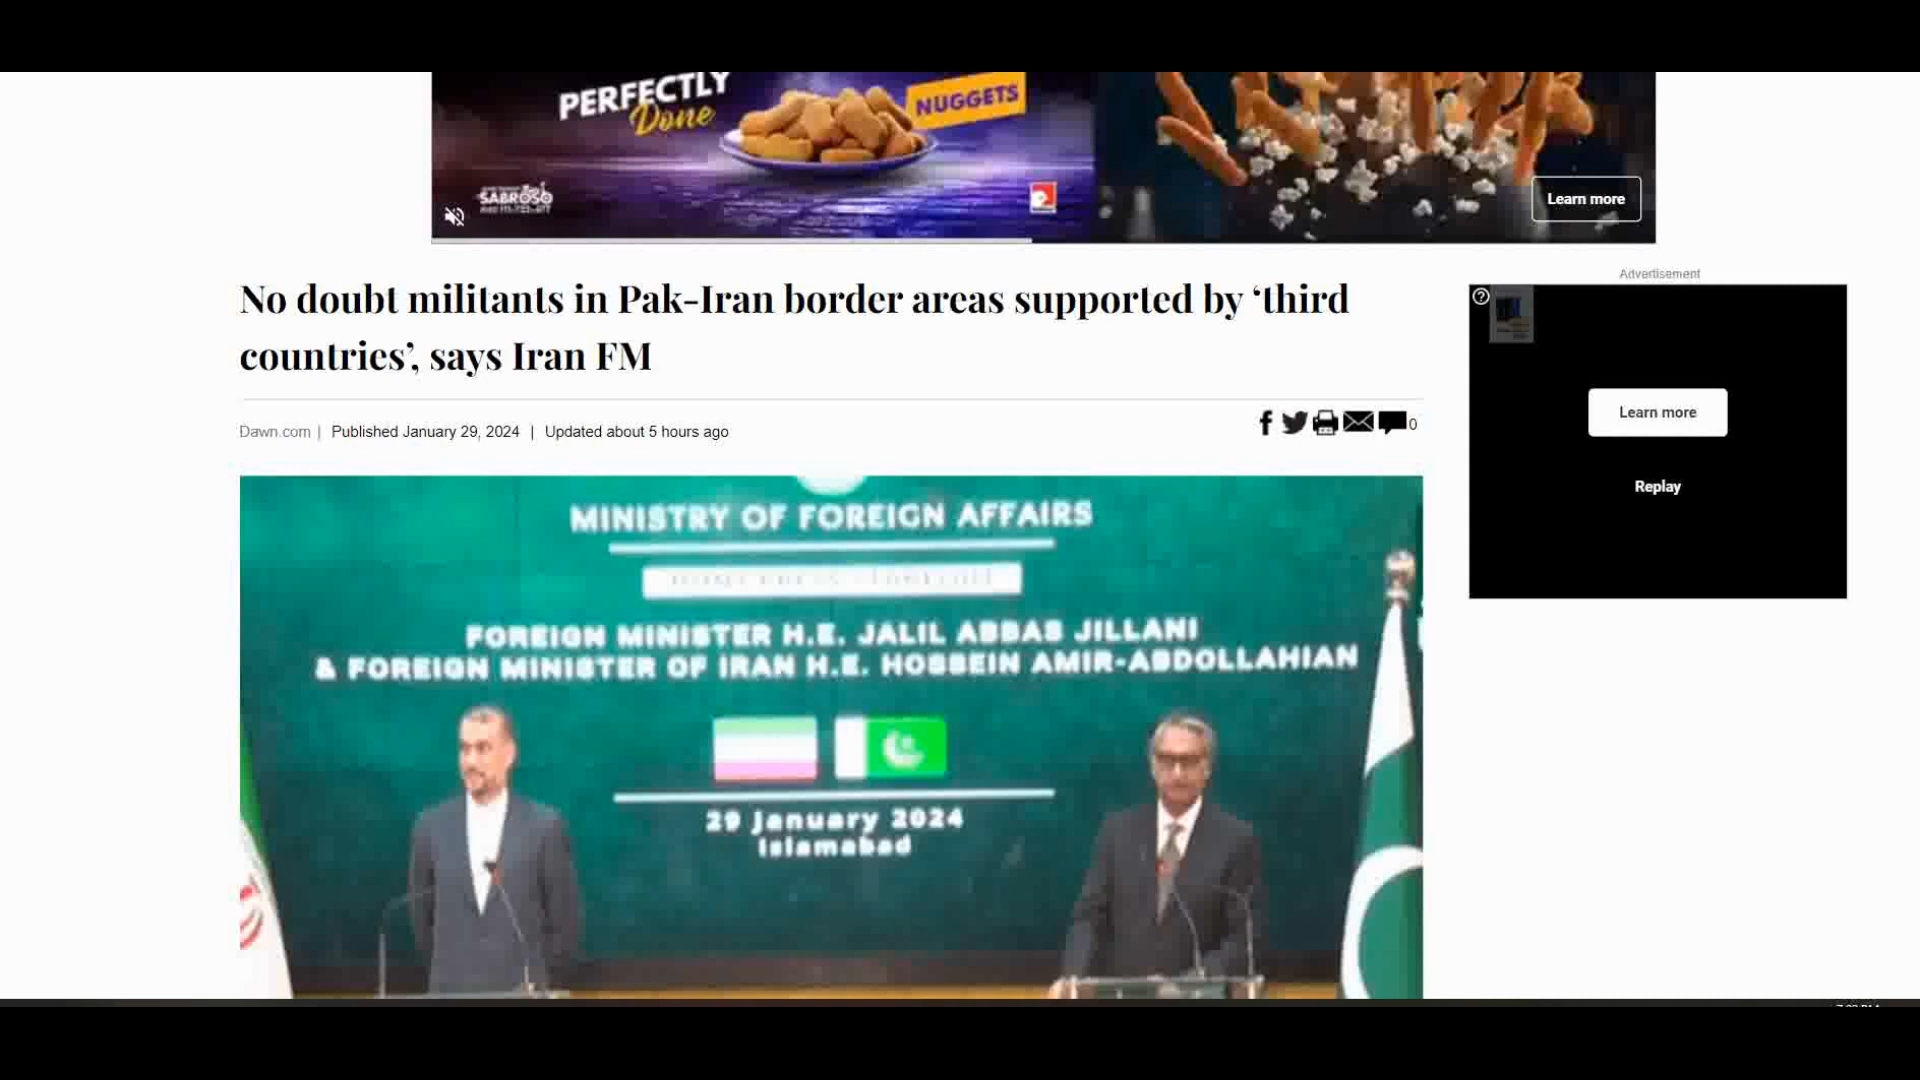 PERFECTLY
Done
NUGGETS
SABROSO
Learn more
Advertisement
No doubt militants in Pak-Iran border areas supported by ‘third
countries’, says Iran FM
Dawn.com | Published January 29, 2024 | Updated about 5 hours ago
0
Learn more
Replay
MINISTRY OF FOREIGN AFFAIRS
FOREIGN MINISTER H.E. JALIL ABBAS JILLANI
& FOREIGN MINISTER OF IRAN H.E. HOSSEIN AMIR-ABDOLLAHIAN
29 January 2024
Islamabad